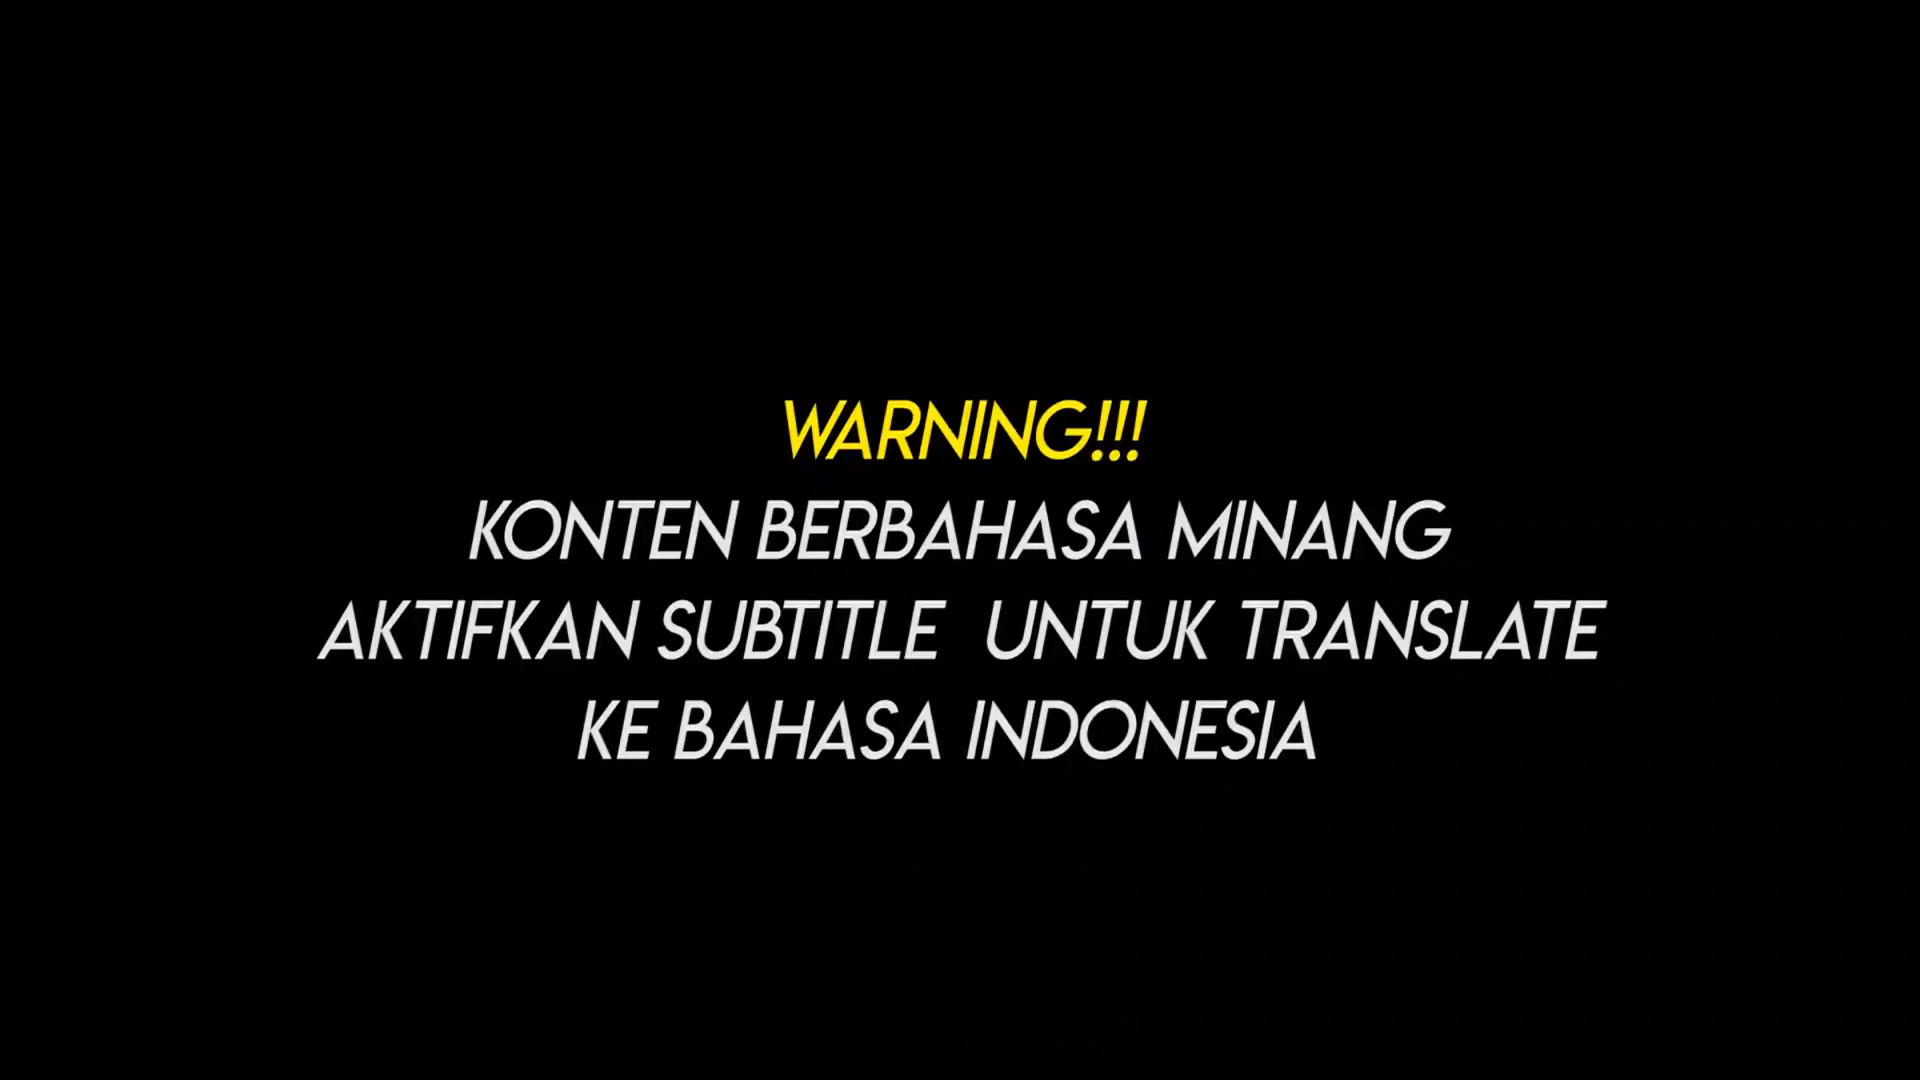 WARNING!!!
KONTEN BERBAHASA MINANG
AKTIFKAN SUBTITLE UNTUK TRANSLATE
KE BAHASA INDONESIA